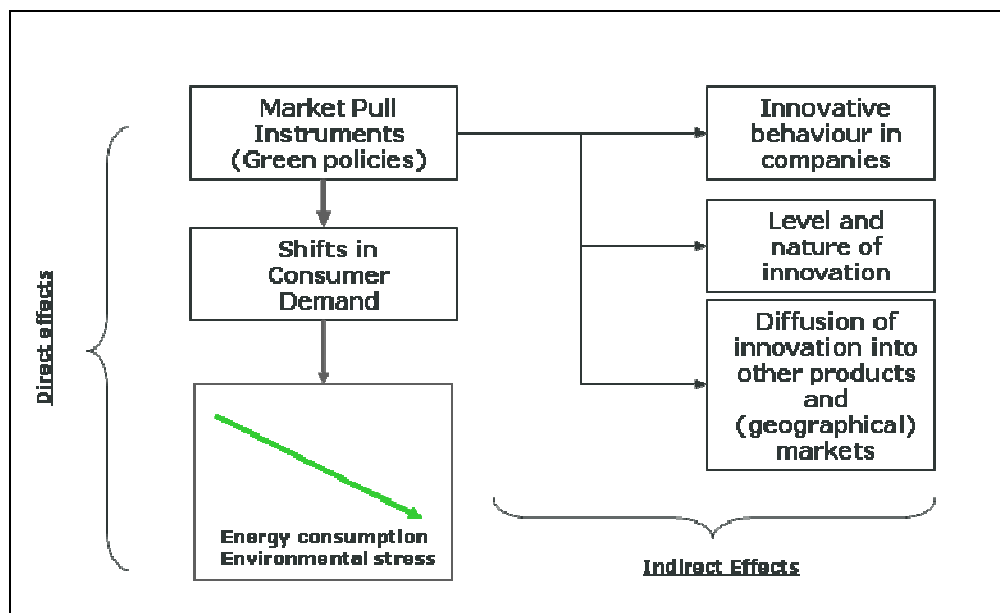 Market Pull
Instruments
(Green policies)
Shifts in
Consumer
Demand
Energy consumption
Environmental stress
Direct effects
Innovative
behaviour in
companies
Level and
nature of
innovation
Diffusion of
innovation into
other products
and
(geographical)
markets
Indirect Effects